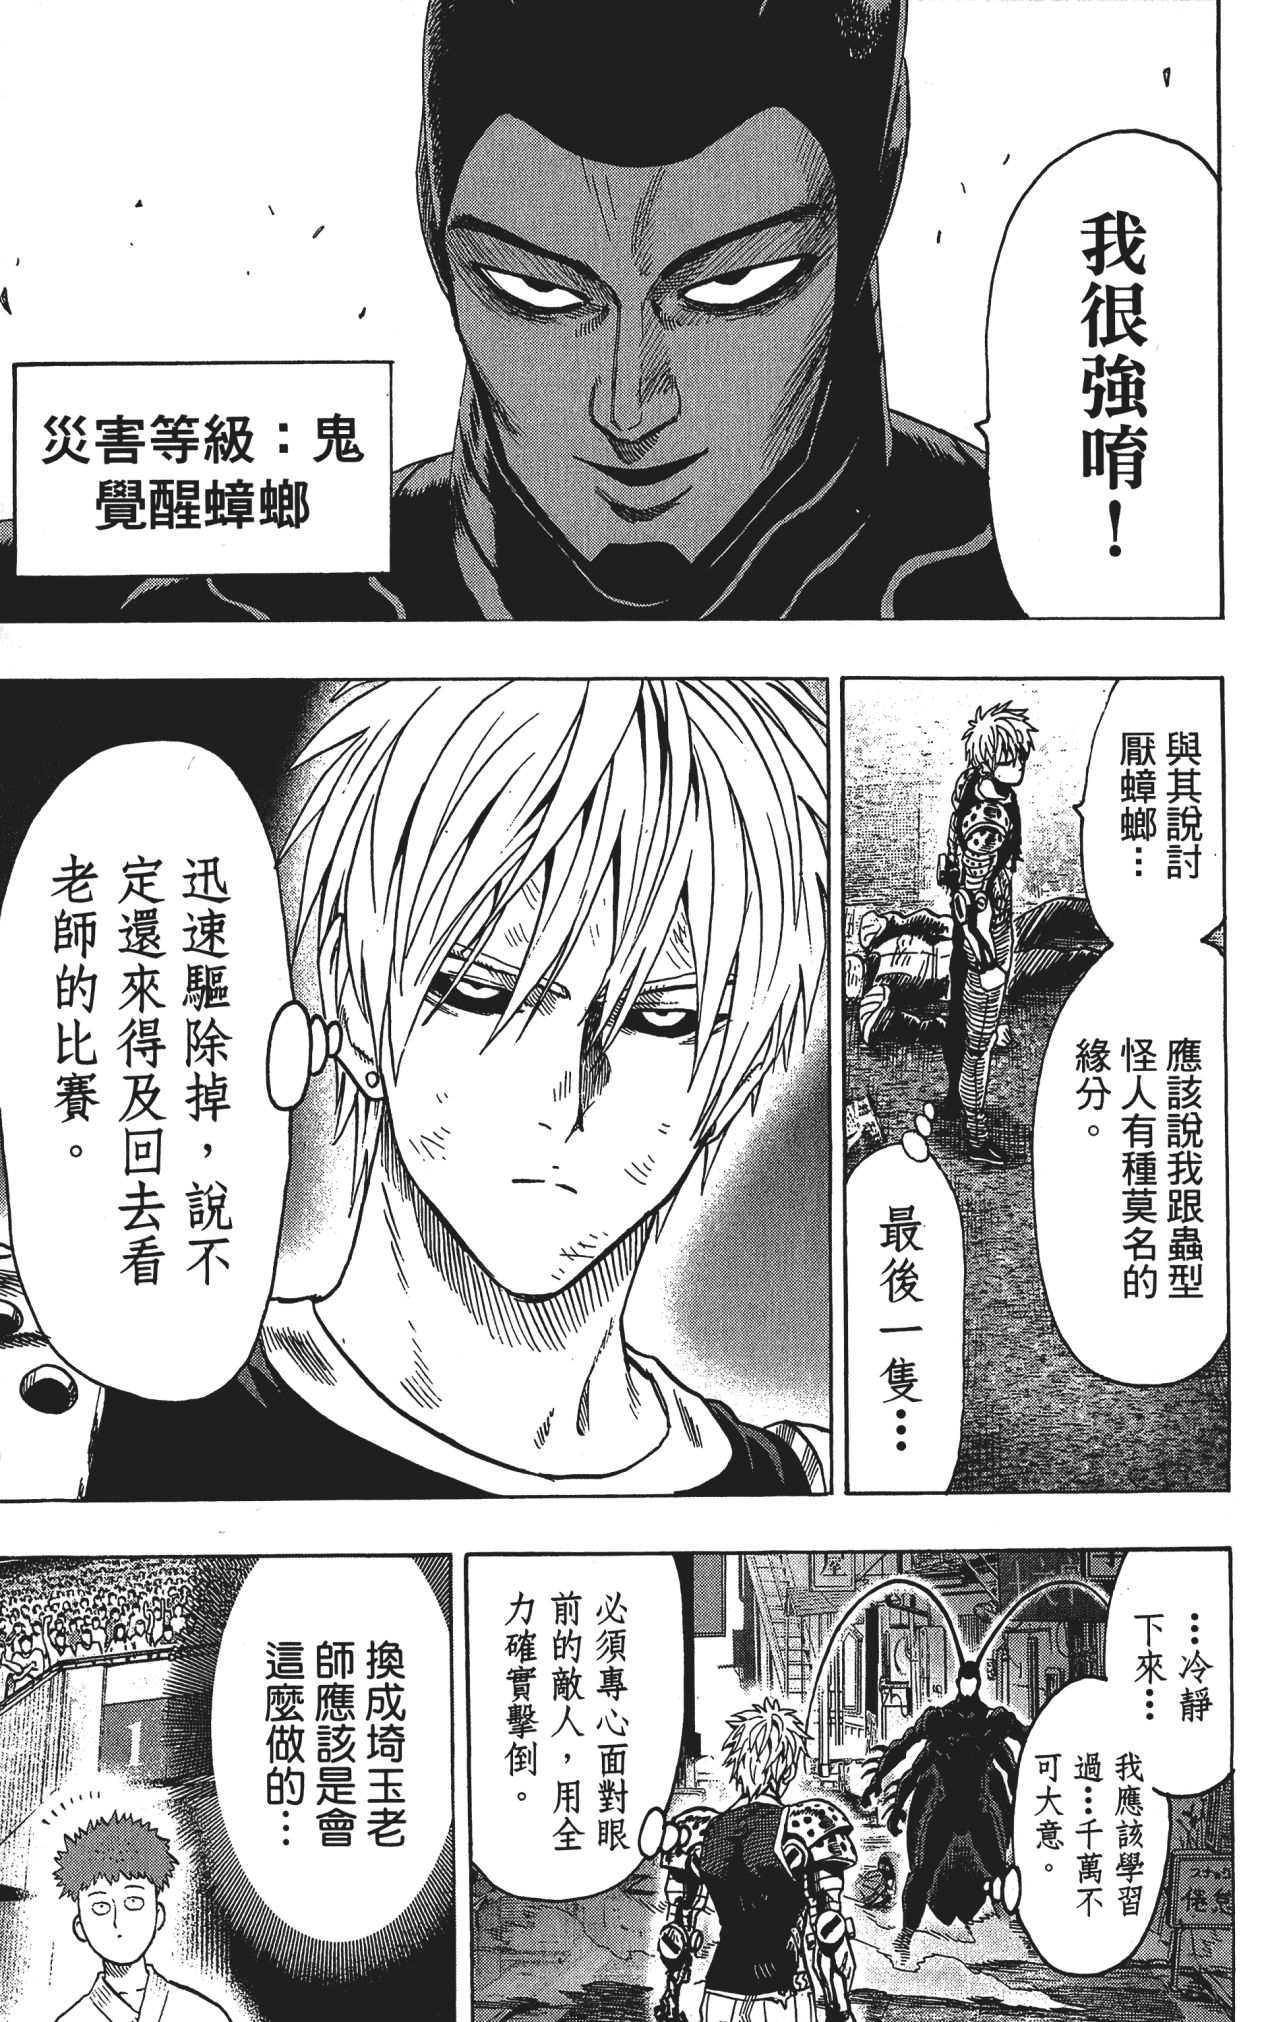 我很強唷！
災害等級：鬼
覺醒蟑螂
與其說討
厭蟑螂…
應該說我跟蟲型
怪人有種莫名的
緣分。
最後一隻…
迅速驅除掉，說不
定還來得及回去看
老師的比賽。
…冷靜
下來…
我應該學習
過…千萬不
可大意。
必須專心面對眼
前的敵人，用全
力確實擊倒。
換成埼玉老
師應該是會
這麼做的…
1